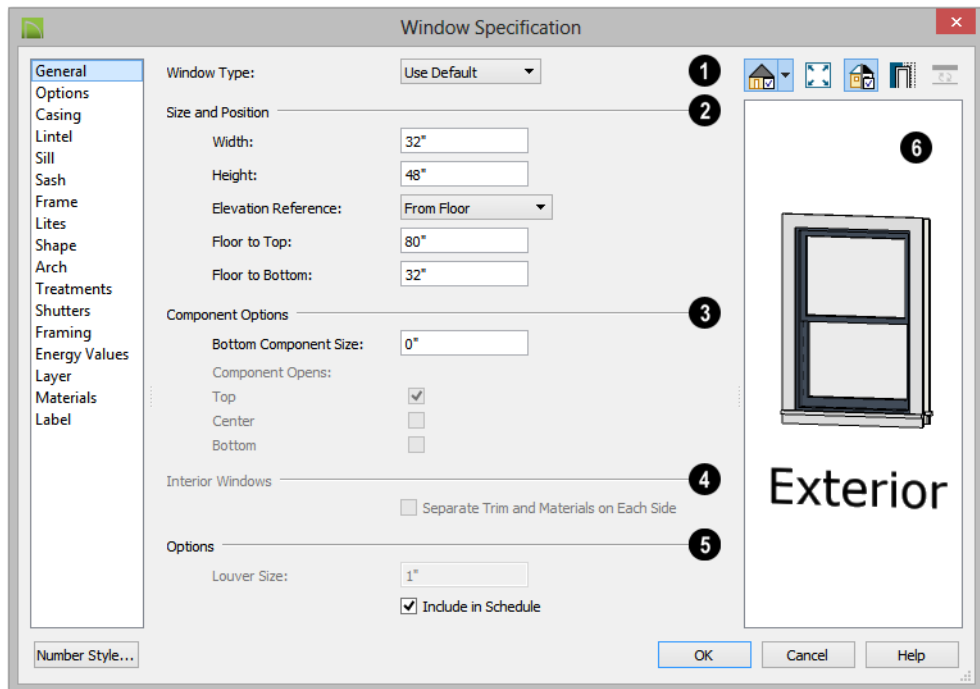 Window Specification
General
Options
Casing
Lintel
Sill
Sash
Frame
Lites
Shape
Arch
Treatments
Shutters
Framing
Energy Values
Layer
Materials
Label
Window Type: Use Default 1
Size and Position 2
Width: 32"
Height: 48"
Elevation Reference: From Floor
Floor to Top: 80"
Floor to Bottom: 32"
Component Options 3
Bottom Component Size: 0"
Component Opens:
Top
Center
Bottom
Interior Windows 4
Separate Trim and Materials on Each Side
Options 5
Louver Size: 1"
Include in Schedule
6
Exterior
Number Style... OK Cancel Help